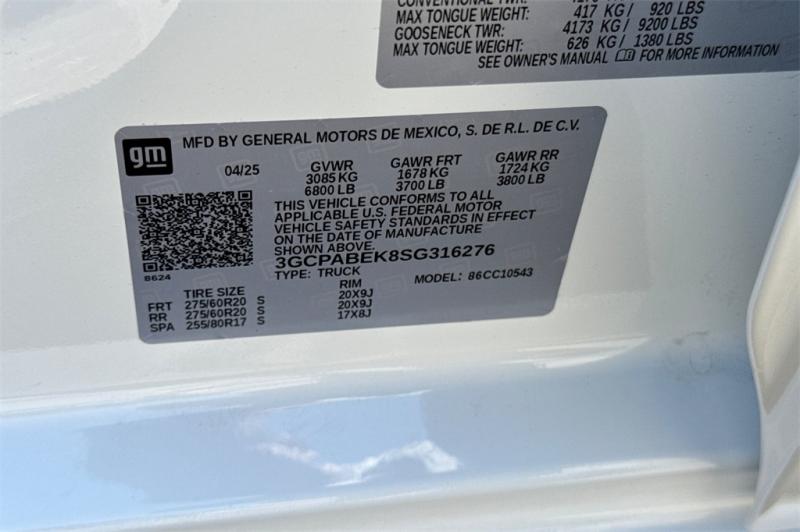 MAX TONGUE WEIGHT: 417 KG / 920 LBS
GOOSENECK TWR: 4173 KG / 9200 LBS
MAX TONGUE WEIGHT: 626 KG / 1380 LBS
SEE OWNER'S MANUAL FOR MORE INFORMATION
gm
MFD BY GENERAL MOTORS DE MEXICO, S. DE R.L. DE C.V.
04/25 GVWR GAWR FRT GAWR RR
3085 KG 1678 KG 1724 KG
6800 LB 3700 LB 3800 LB
THIS VEHICLE CONFORMS TO ALL
APPLICABLE U.S. FEDERAL MOTOR
VEHICLE SAFETY STANDARDS IN EFFECT
ON THE DATE OF MANUFACTURE
SHOWN ABOVE.
8624
3GCPABEK8SG316276
TYPE: TRUCK MODEL: 86CC10543
TIRE SIZE RIM
FRT 275/60R20 S 20X9J
RR 275/60R20 S 20X9J
SPA 255/80R17 S 17X8J